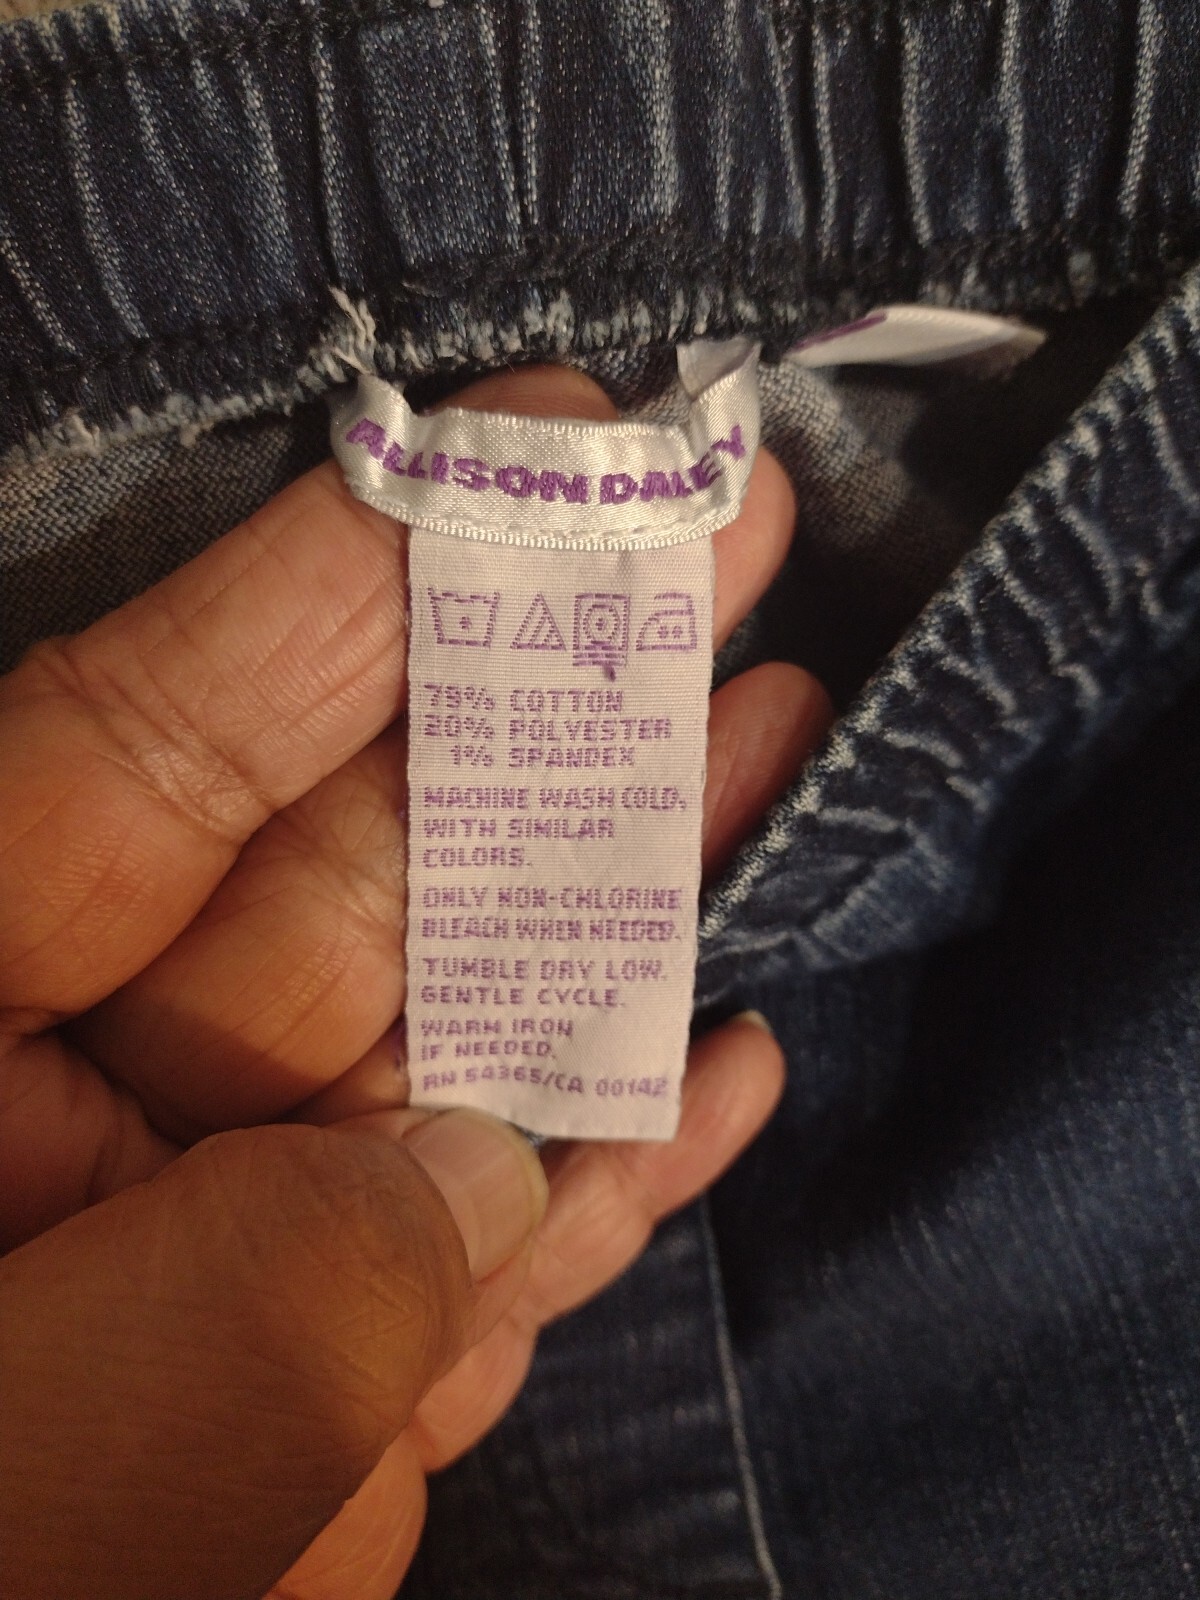 ALLISON DALEY
79% COTTON
20% POLYESTER
1% SPANDEX
MACHINE WASH COLD,
WITH SIMILAR
COLORS.
ONLY NON-CHLORINE
BLEACH WHEN NEEDED.
TUMBLE DRY LOW.
GENTLE CYCLE.
WARM IRON
IF NEEDED.
RN 54365/CA 00142